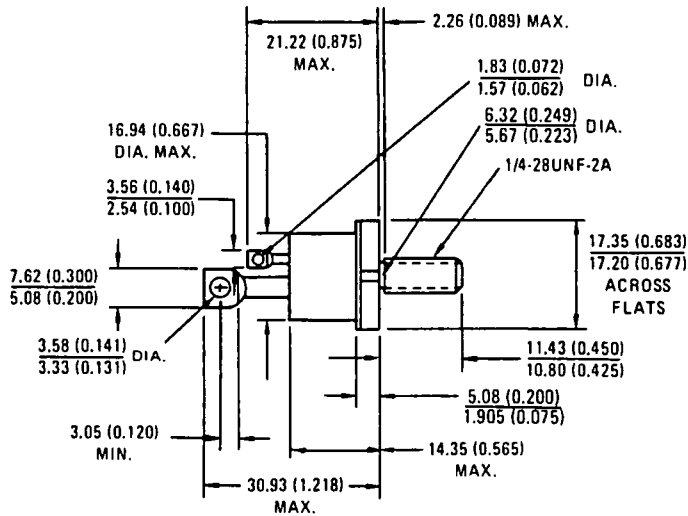 2.26 (0.089) MAX.
21.22 (0.875)
MAX.
1.83 (0.072)
1.57 (0.062) DIA.
6.32 (0.249)
5.67 (0.223) DIA.
16.94 (0.667)
DIA. MAX.
1/4-28UNF-2A
3.56 (0.140)
2.54 (0.100)
17.35 (0.683)
17.20 (0.677)
ACROSS
FLATS
7.62 (0.300)
5.08 (0.200)
3.58 (0.141)
3.33 (0.131) DIA.
11.43 (0.450)
10.80 (0.425)
5.08 (0.200)
1.905 (0.075)
3.05 (0.120)
MIN.
14.35 (0.565)
MAX.
30.93 (1.218)
MAX.